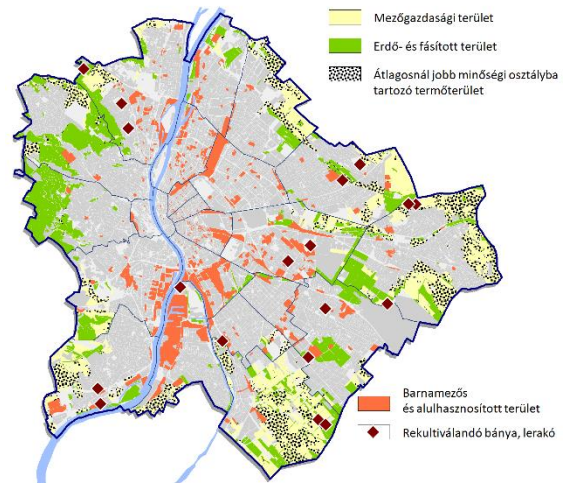 Mezőgazdasági terület
Erdő- és fásított terület
Átlagosnál jobb minőségi osztályba
tartozó termőterület
Barnamezős
és alulhasznosított terület
Rekultiválandó bánya, lerakó